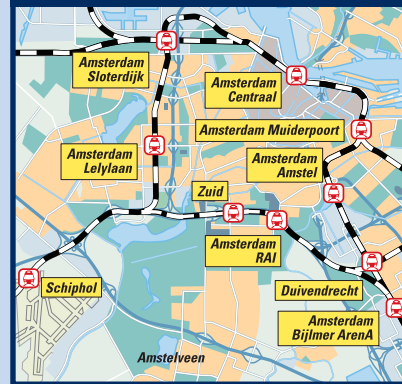 Amsterdam
Sloterdijk
Amsterdam
Centraal
Amsterdam Muiderpoort
Amsterdam
Lelylaan
Amsterdam
Amstel
Zuid
Amsterdam
RAI
Schiphol
Duivendrecht
Amsterdam
Bijlmer ArenA
Amstelveen